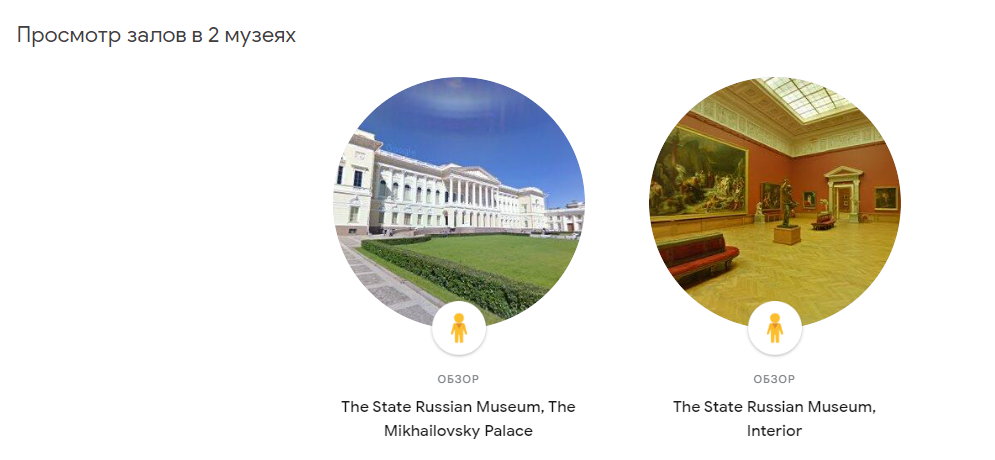 Просмотр залов в 2 музеях
ОБЗОР
The State Russian Museum, The
Mikhailovsky Palace
ОБЗОР
The State Russian Museum,
Interior